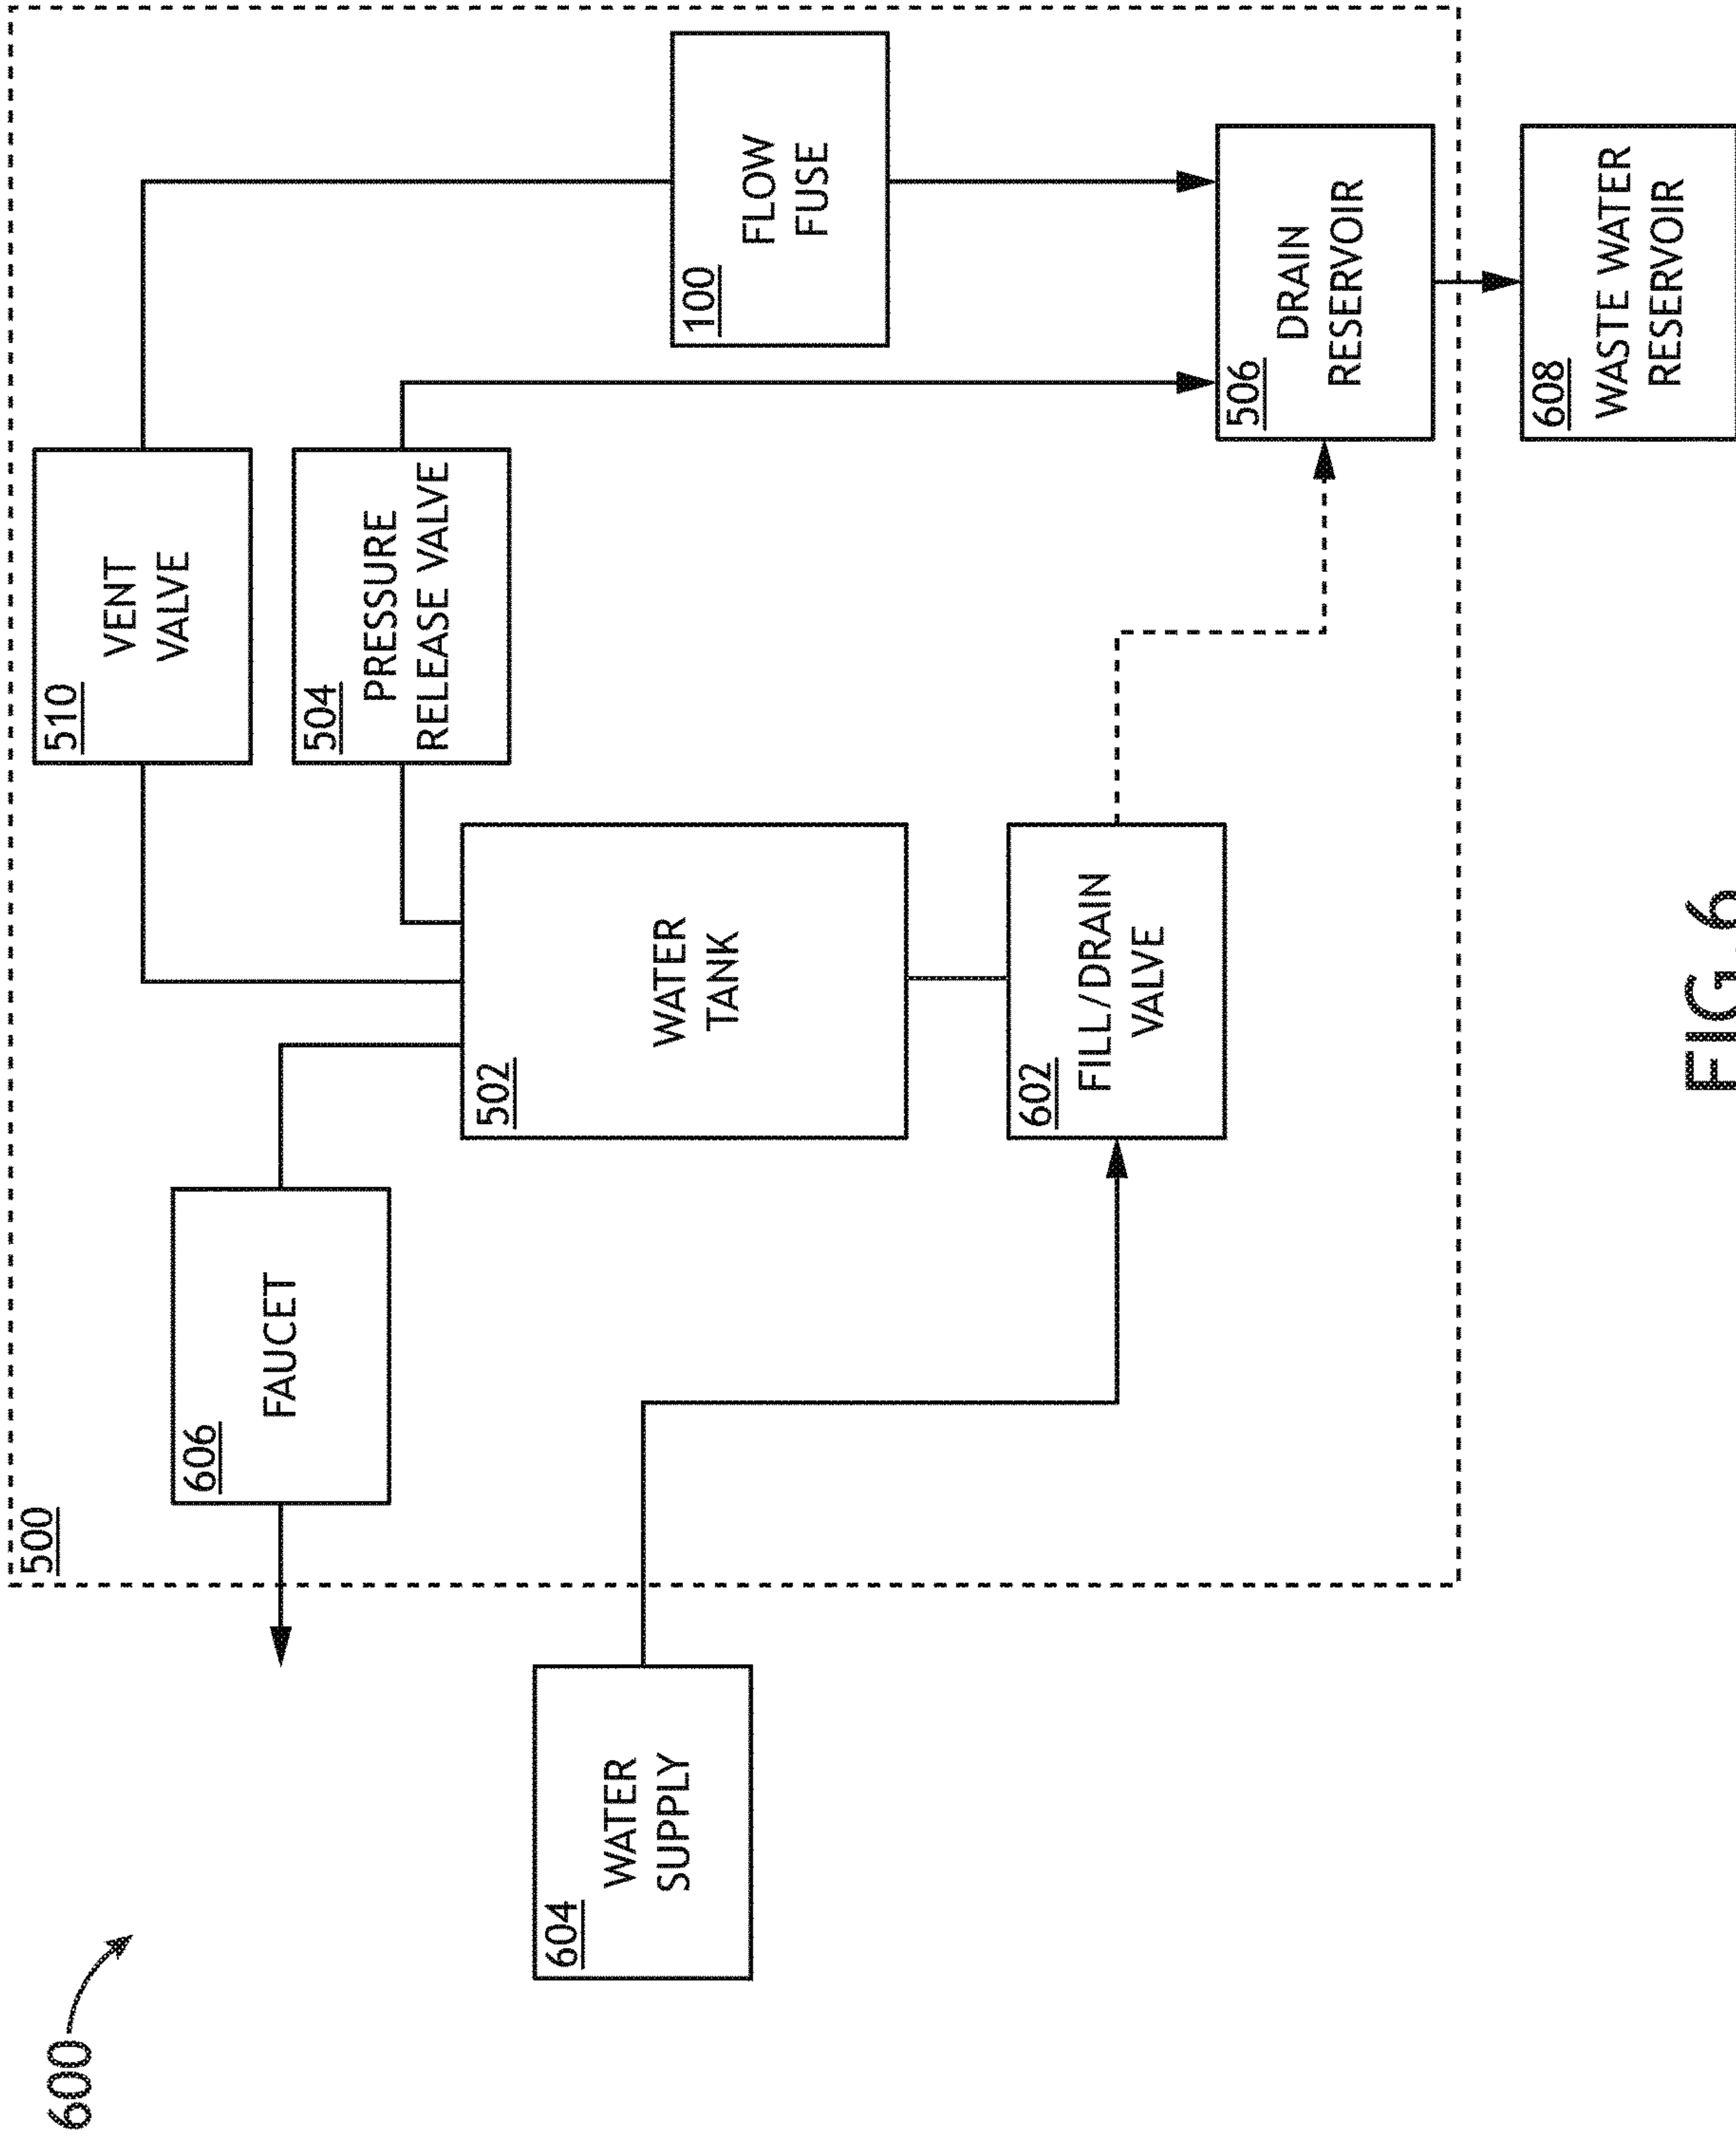 600
500
510
VENT
VALVE
606
FAUCET
504
PRESSURE
RELEASE VALVE
604
WATER
SUPPLY
502
WATER
TANK
100
FLOW
FUSE
602
FILL/DRAIN
VALVE
506
DRAIN
RESERVOIR
608
WASTE WATER
RESERVOIR
FIG.6